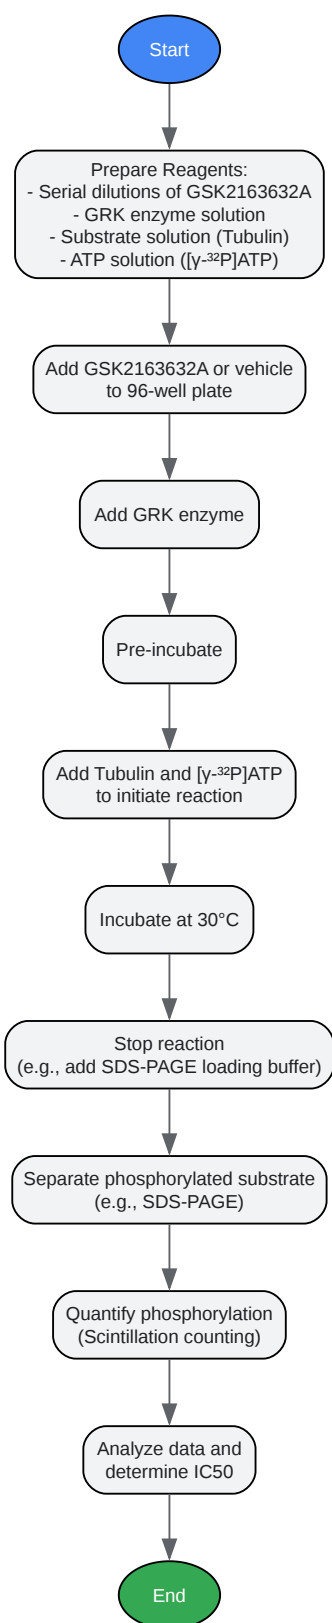 Start
Prepare Reagents:
- Serial dilutions of GSK2163632A
- GRK enzyme solution
- Substrate solution (Tubulin)
- ATP solution ([γ-³²P]ATP)
Add GSK2163632A or vehicle
to 96-well plate
Add GRK enzyme
Pre-incubate
Add Tubulin and [γ-³²P]ATP
to initiate reaction
Incubate at 30°C
Stop reaction
(e.g., add SDS-PAGE loading buffer)
Separate phosphorylated substrate
(e.g., SDS-PAGE)
Quantify phosphorylation
(Scintillation counting)
Analyze data and
determine IC50
End